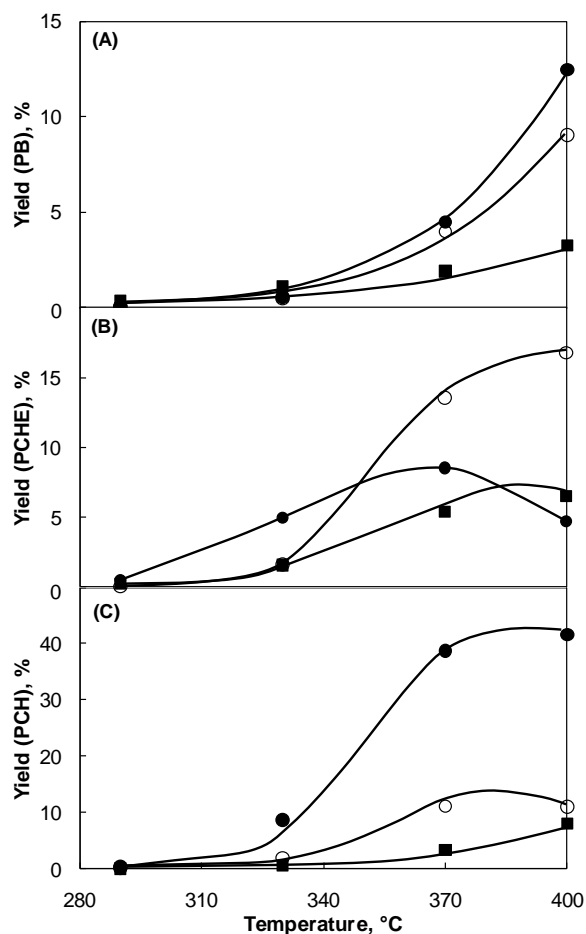 (A)
Yield (PB), %
15
10
5
0
(B)
Yield (PCHE), %
15
10
5
0
(C)
Yield (PCH), %
40
30
20
10
0
280 310 340 370 400
Temperature, °C